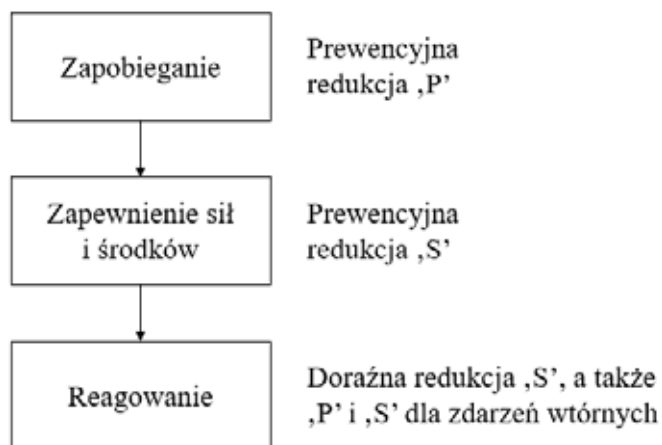 Zapobieganie
Prewencyjna
redukcja ‚P’
Zapewnienie sił
i środków
Prewencyjna
redukcja ‚S’
Reagowanie
Doraźna redukcja ‚S’, a także
‚P’ i ‚S’ dla zdarzeń wtórnych